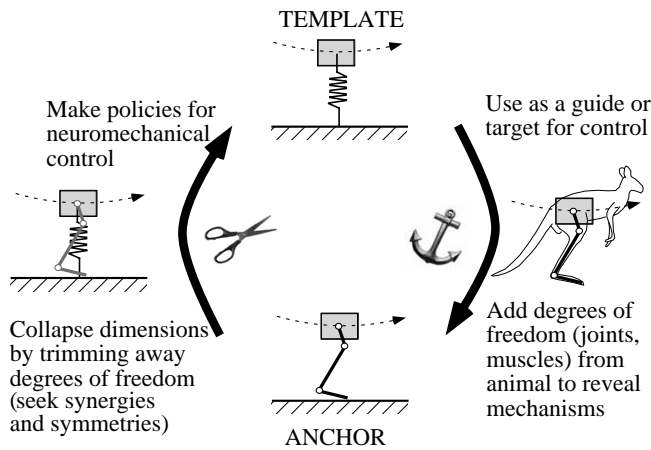 TEMPLATE
Make policies for
neuromechanical
control
Use as a guide or
target for control
Collapse dimensions
by trimming away
degrees of freedom
(seek synergies
and symmetries)
Add degrees of
freedom (joints,
muscles) from
animal to reveal
mechanisms
ANCHOR